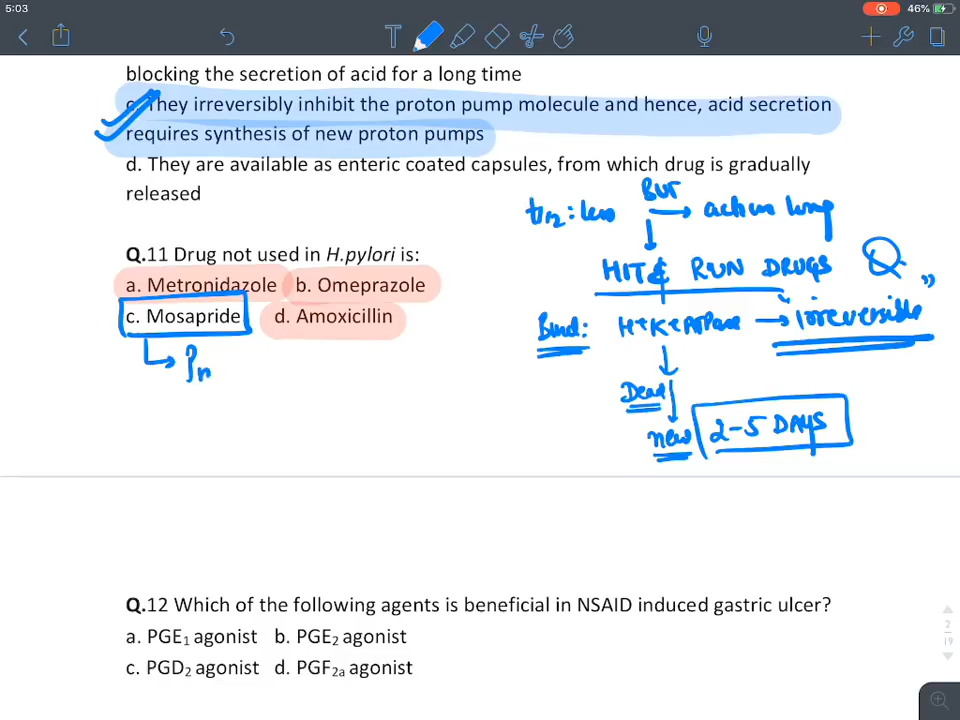 5:03
46%
T
blocking the secretion of acid for a long time
c. They irreversibly inhibit the proton pump molecule and hence, acid secretion
requires synthesis of new proton pumps
d. They are available as enteric coated capsules, from which drug is gradually
released
BUT
t1/2 : less → action long
HIT & RUN DRUGS Q
Bind: H+K+ATPase → irreversible
Dead
new 2-5 DAYS
Q.11 Drug not used in H.pylori is:
a. Metronidazole b. Omeprazole
c. Mosapride d. Amoxicillin
Q.12 Which of the following agents is beneficial in NSAID induced gastric ulcer?
a. PGE1 agonist b. PGE2 agonist
c. PGD2 agonist d. PGF2a agonist
2
19